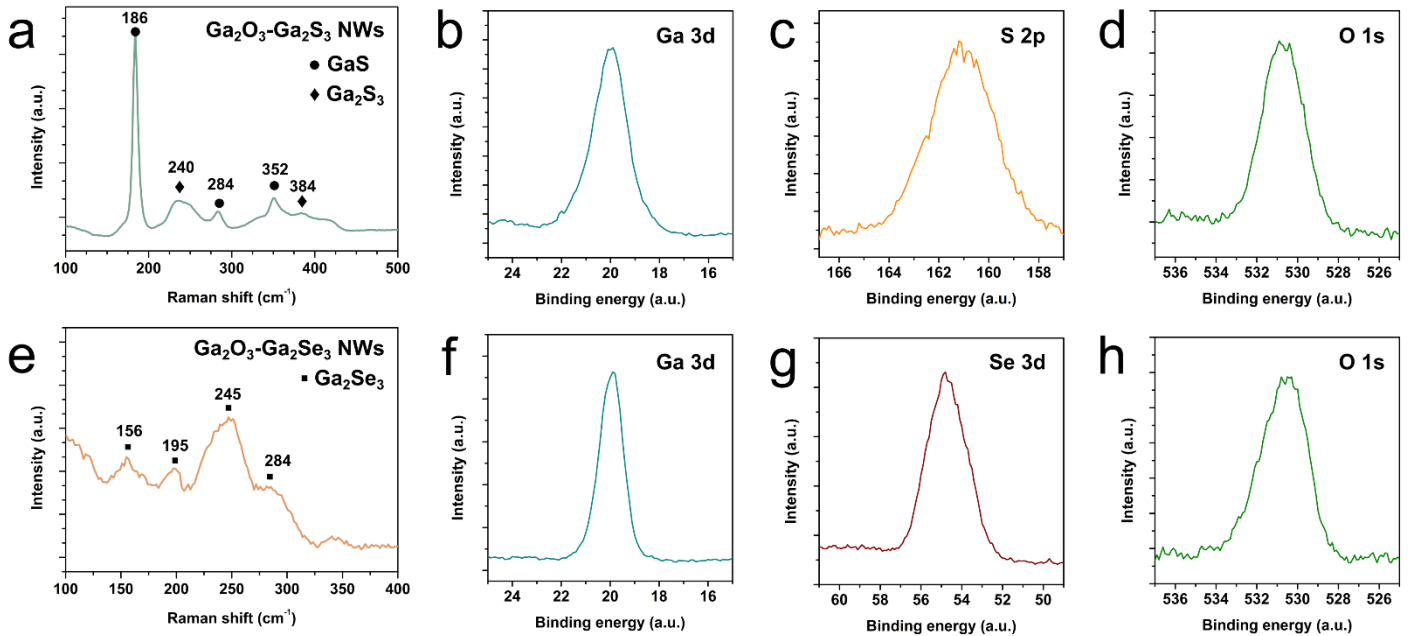 a
Ga₂O₃-Ga₂S₃ NWs
● GaS
♦ Ga₂S₃
186
240
284
352
384
Intensity (a.u.)
100 200 300 400 500
Raman shift (cm⁻¹)
b
Ga 3d
Intensity (a.u.)
24 22 20 18 16
Binding energy (a.u.)
c
S 2p
Intensity (a.u.)
166 164 162 160 158
Binding energy (a.u.)
d
O 1s
Intensity (a.u.)
536 534 532 530 528 526
Binding energy (a.u.)
e
Ga₂O₃-Ga₂Se₃ NWs
■ Ga₂Se₃
156
195
245
284
Intensity (a.u.)
100 150 200 250 300 350 400
Raman shift (cm⁻¹)
f
Ga 3d
Intensity (a.u.)
24 22 20 18 16
Binding energy (a.u.)
g
Se 3d
Intensity (a.u.)
60 58 56 54 52 50
Binding energy (a.u.)
h
O 1s
Intensity (a.u.)
536 534 532 530 528 526
Binding energy (a.u.)